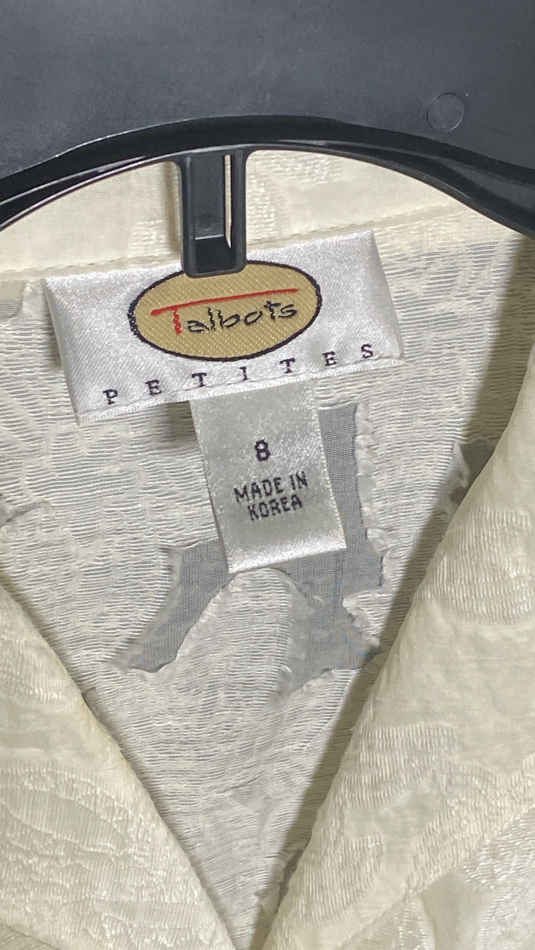 Talbots
PETITES
8
MADE IN
KOREA